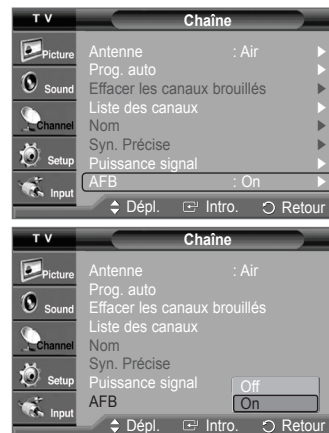 T V Chaîne
Picture
Sound
Channel
Setup
Input
Antenne : Air
Prog. auto
Effacer les canaux brouillés
Liste des canaux
Nom
Syn. Précise
Puissance signal
AFB : On
Dépl. Intro. Retour
T V Chaîne
Picture
Sound
Channel
Setup
Input
Antenne : Air
Prog. auto
Effacer les canaux brouillés
Liste des canaux
Nom
Syn. Précise
Puissance signal
AFB
Off
On
Dépl. Intro. Retour